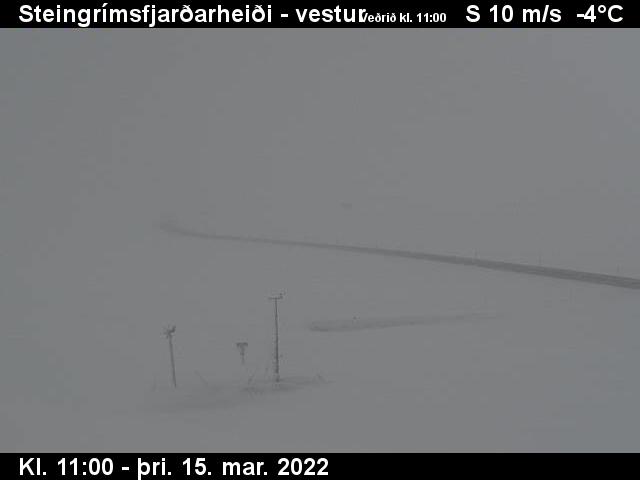 Steingrímsfjarðarheiði - vestur Veðrið kl. 11:00 S 10 m/s -4°C
Kl. 11:00 - þri. 15. mar. 2022